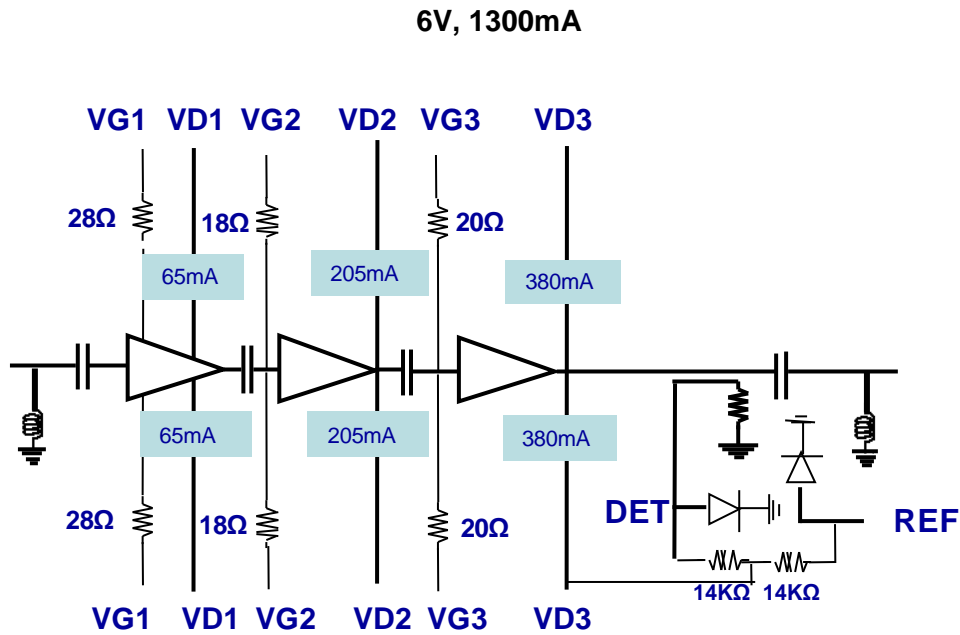 6V, 1300mA
VG1 VD1 VG2 VD2 VG3 VD3
28Ω 18Ω 20Ω
65mA 205mA 380mA
65mA 205mA 380mA
28Ω 18Ω 20Ω DET REF
14KΩ 14KΩ
VG1 VD1 VG2 VD2 VG3 VD3